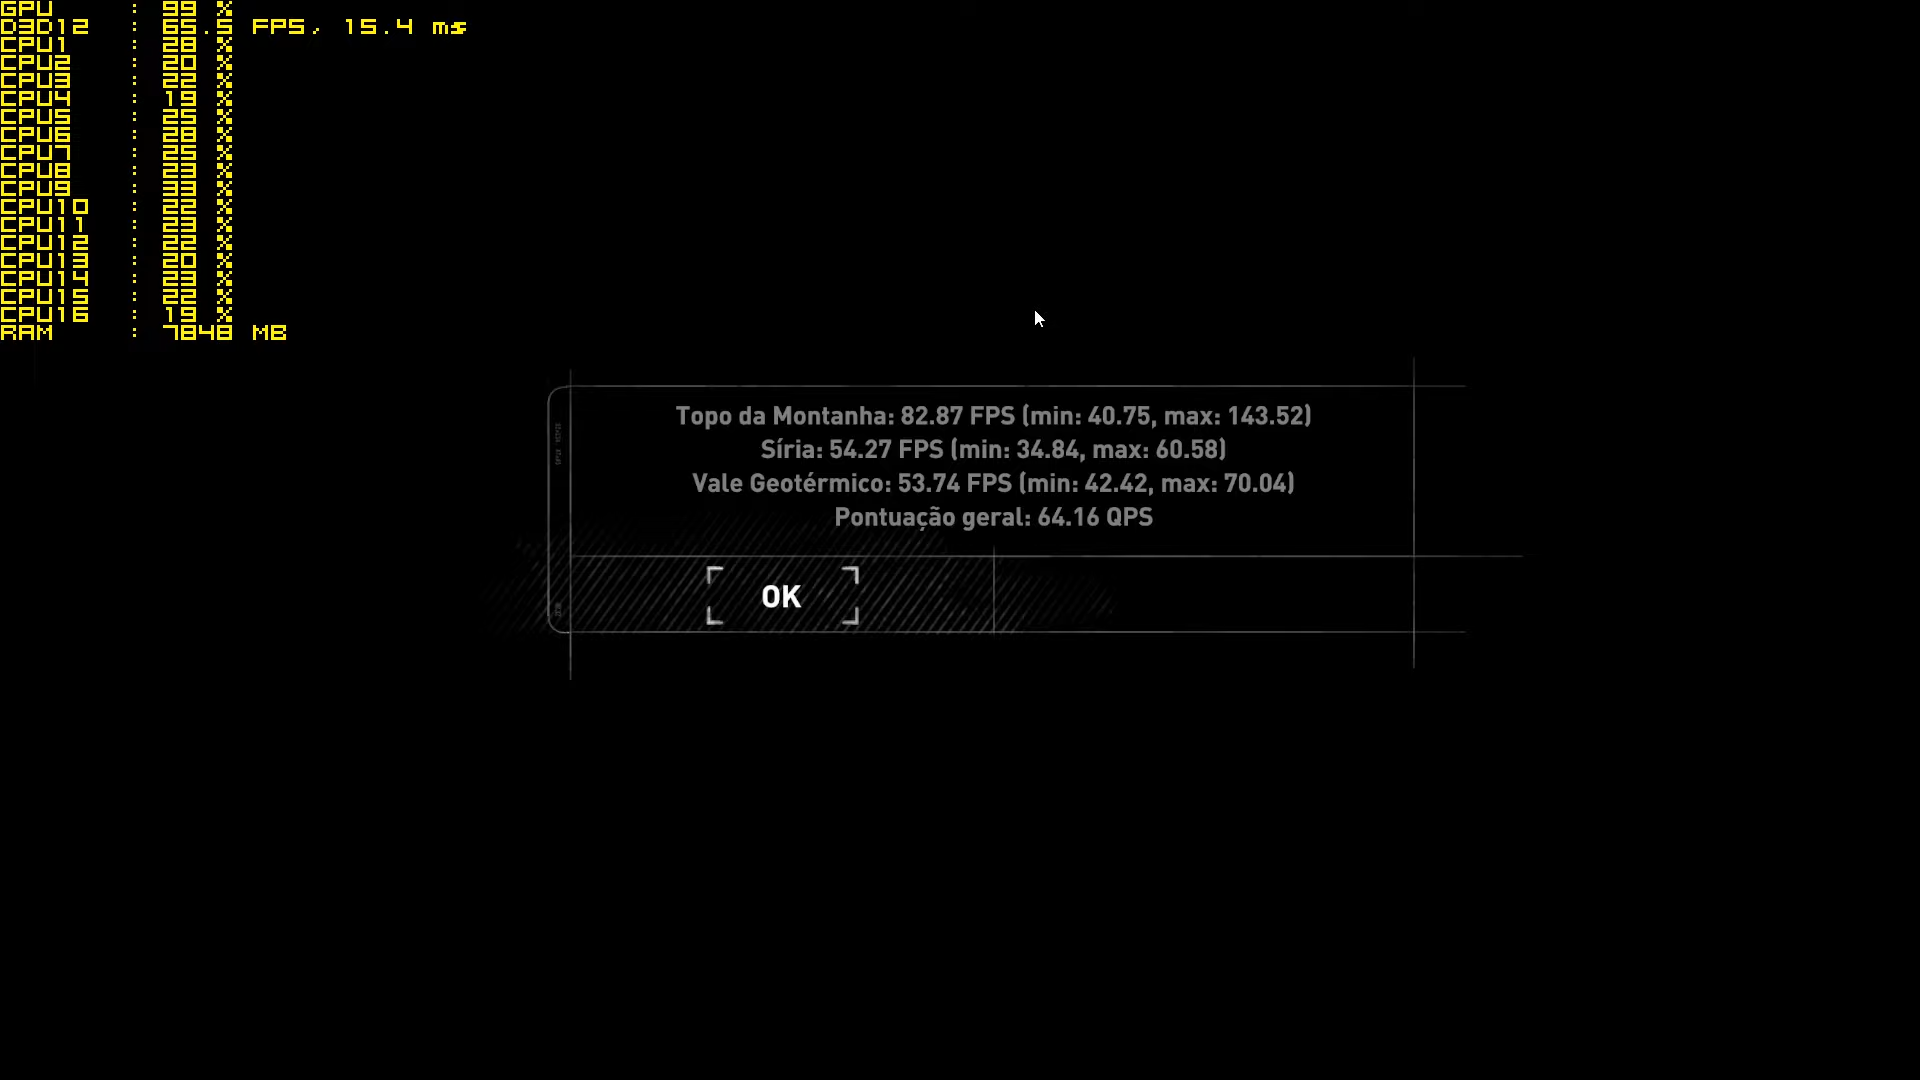 GPU : 99 %
D3D12 : 65.5 FPS, 15.4 ms
CPU1 : 28 %
CPU2 : 20 %
CPU3 : 22 %
CPU4 : 19 %
CPU5 : 25 %
CPU6 : 28 %
CPU7 : 25 %
CPU8 : 23 %
CPU9 : 33 %
CPU10 : 22 %
CPU11 : 23 %
CPU12 : 22 %
CPU13 : 20 %
CPU14 : 23 %
CPU15 : 22 %
CPU16 : 19 %
RAM : 7848 MB
Topo da Montanha: 82.87 FPS (min: 40.75, max: 143.52)
Síria: 54.27 FPS (min: 34.84, max: 60.58)
Vale Geotérmico: 53.74 FPS (min: 42.42, max: 70.04)
Pontuação geral: 64.16 QPS
OK